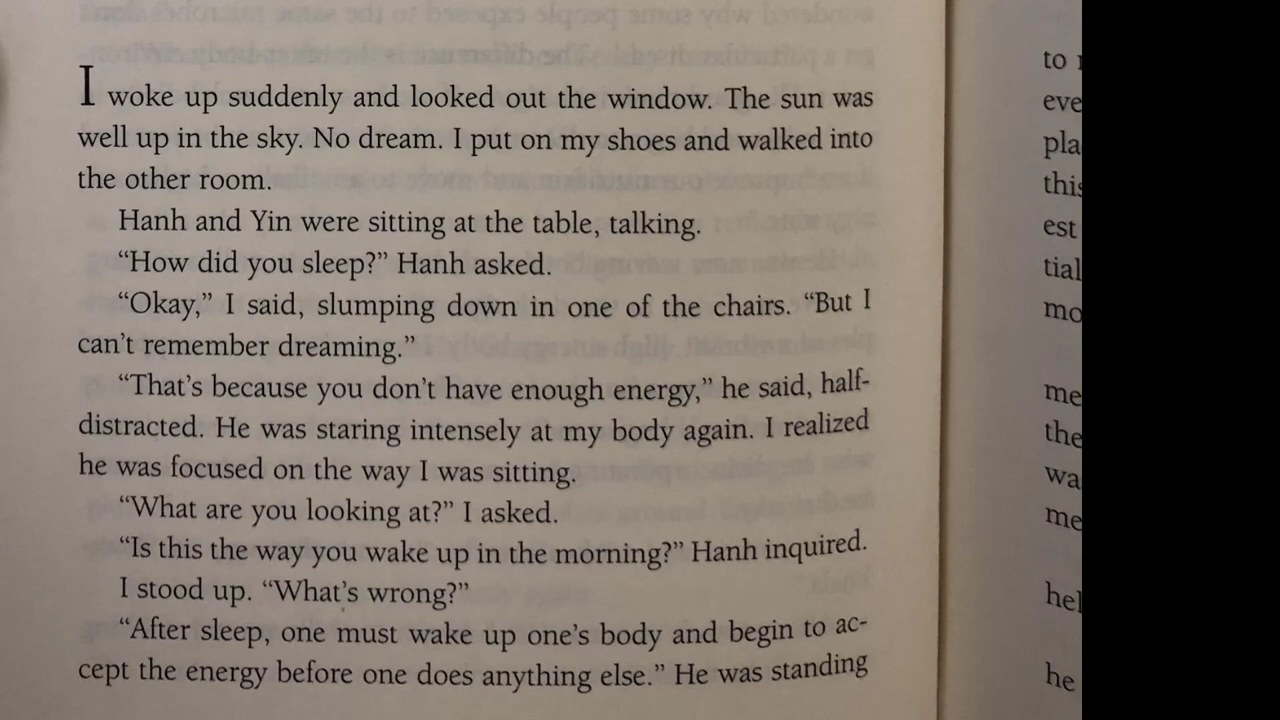 I woke up suddenly and looked out the window. The sun was
well up in the sky. No dream. I put on my shoes and walked into
the other room.
Hanh and Yin were sitting at the table, talking.
“How did you sleep?” Hanh asked.
“Okay,” I said, slumping down in one of the chairs. “But I
can’t remember dreaming.”
“That’s because you don’t have enough energy,” he said, half-
distracted. He was staring intensely at my body again. I realized
he was focused on the way I was sitting.
“What are you looking at?” I asked.
“Is this the way you wake up in the morning?” Hanh inquired.
I stood up. “What’s wrong?”
“After sleep, one must wake up one’s body and begin to ac-
cept the energy before one does anything else.” He was standing
to
est
he